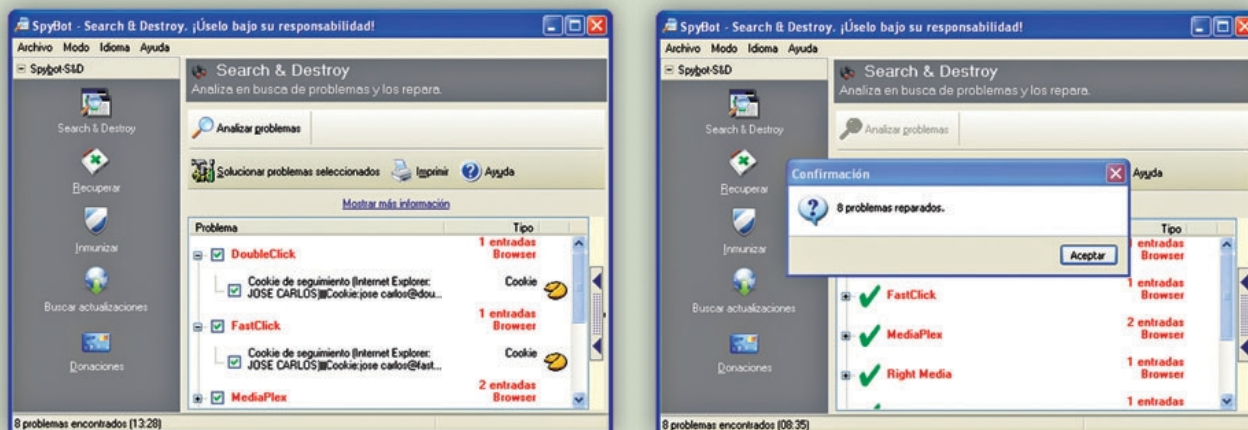 SpyBot - Search & Destroy. ¡Úselo bajo su responsabilidad!
Archivo Modo Idioma Ayuda
Spybot-S&D
Search & Destroy
Recuperar
Inmunizar
Buscar actualizaciones
Donaciones
Search & Destroy
Analiza en busca de problemas y los repara.
Analizar problemas
Solucionar problemas seleccionados Imprimir Ayuda
Mostrar más información
Problema Tipo
DoubleClick 1 entradas
Browser
Cookie de seguimiento (Internet Explorer: Cookie
JOSE CARLOS) Cookie:jose carlos@dou...
FastClick 1 entradas
Browser
Cookie de seguimiento (Internet Explorer: Cookie
JOSE CARLOS) Cookie:jose carlos@fast...
MediaPlex 2 entradas
Browser
8 problemas encontrados (13:28)
SpyBot - Search & Destroy. ¡Úselo bajo su responsabilidad!
Archivo Modo Idioma Ayuda
Spybot-S&D
Search & Destroy
Recuperar
Inmunizar
Buscar actualizaciones
Donaciones
Search & Destroy
Analiza en busca de problemas y los repara.
Analizar problemas
Ayuda
Confirmación
8 problemas reparados.
Aceptar
Tipo
entradas
Browser
FastClick 1 entradas
Browser
MediaPlex 2 entradas
Browser
Right Media 1 entradas
Browser
1 entradas
8 problemas encontrados (08:35)